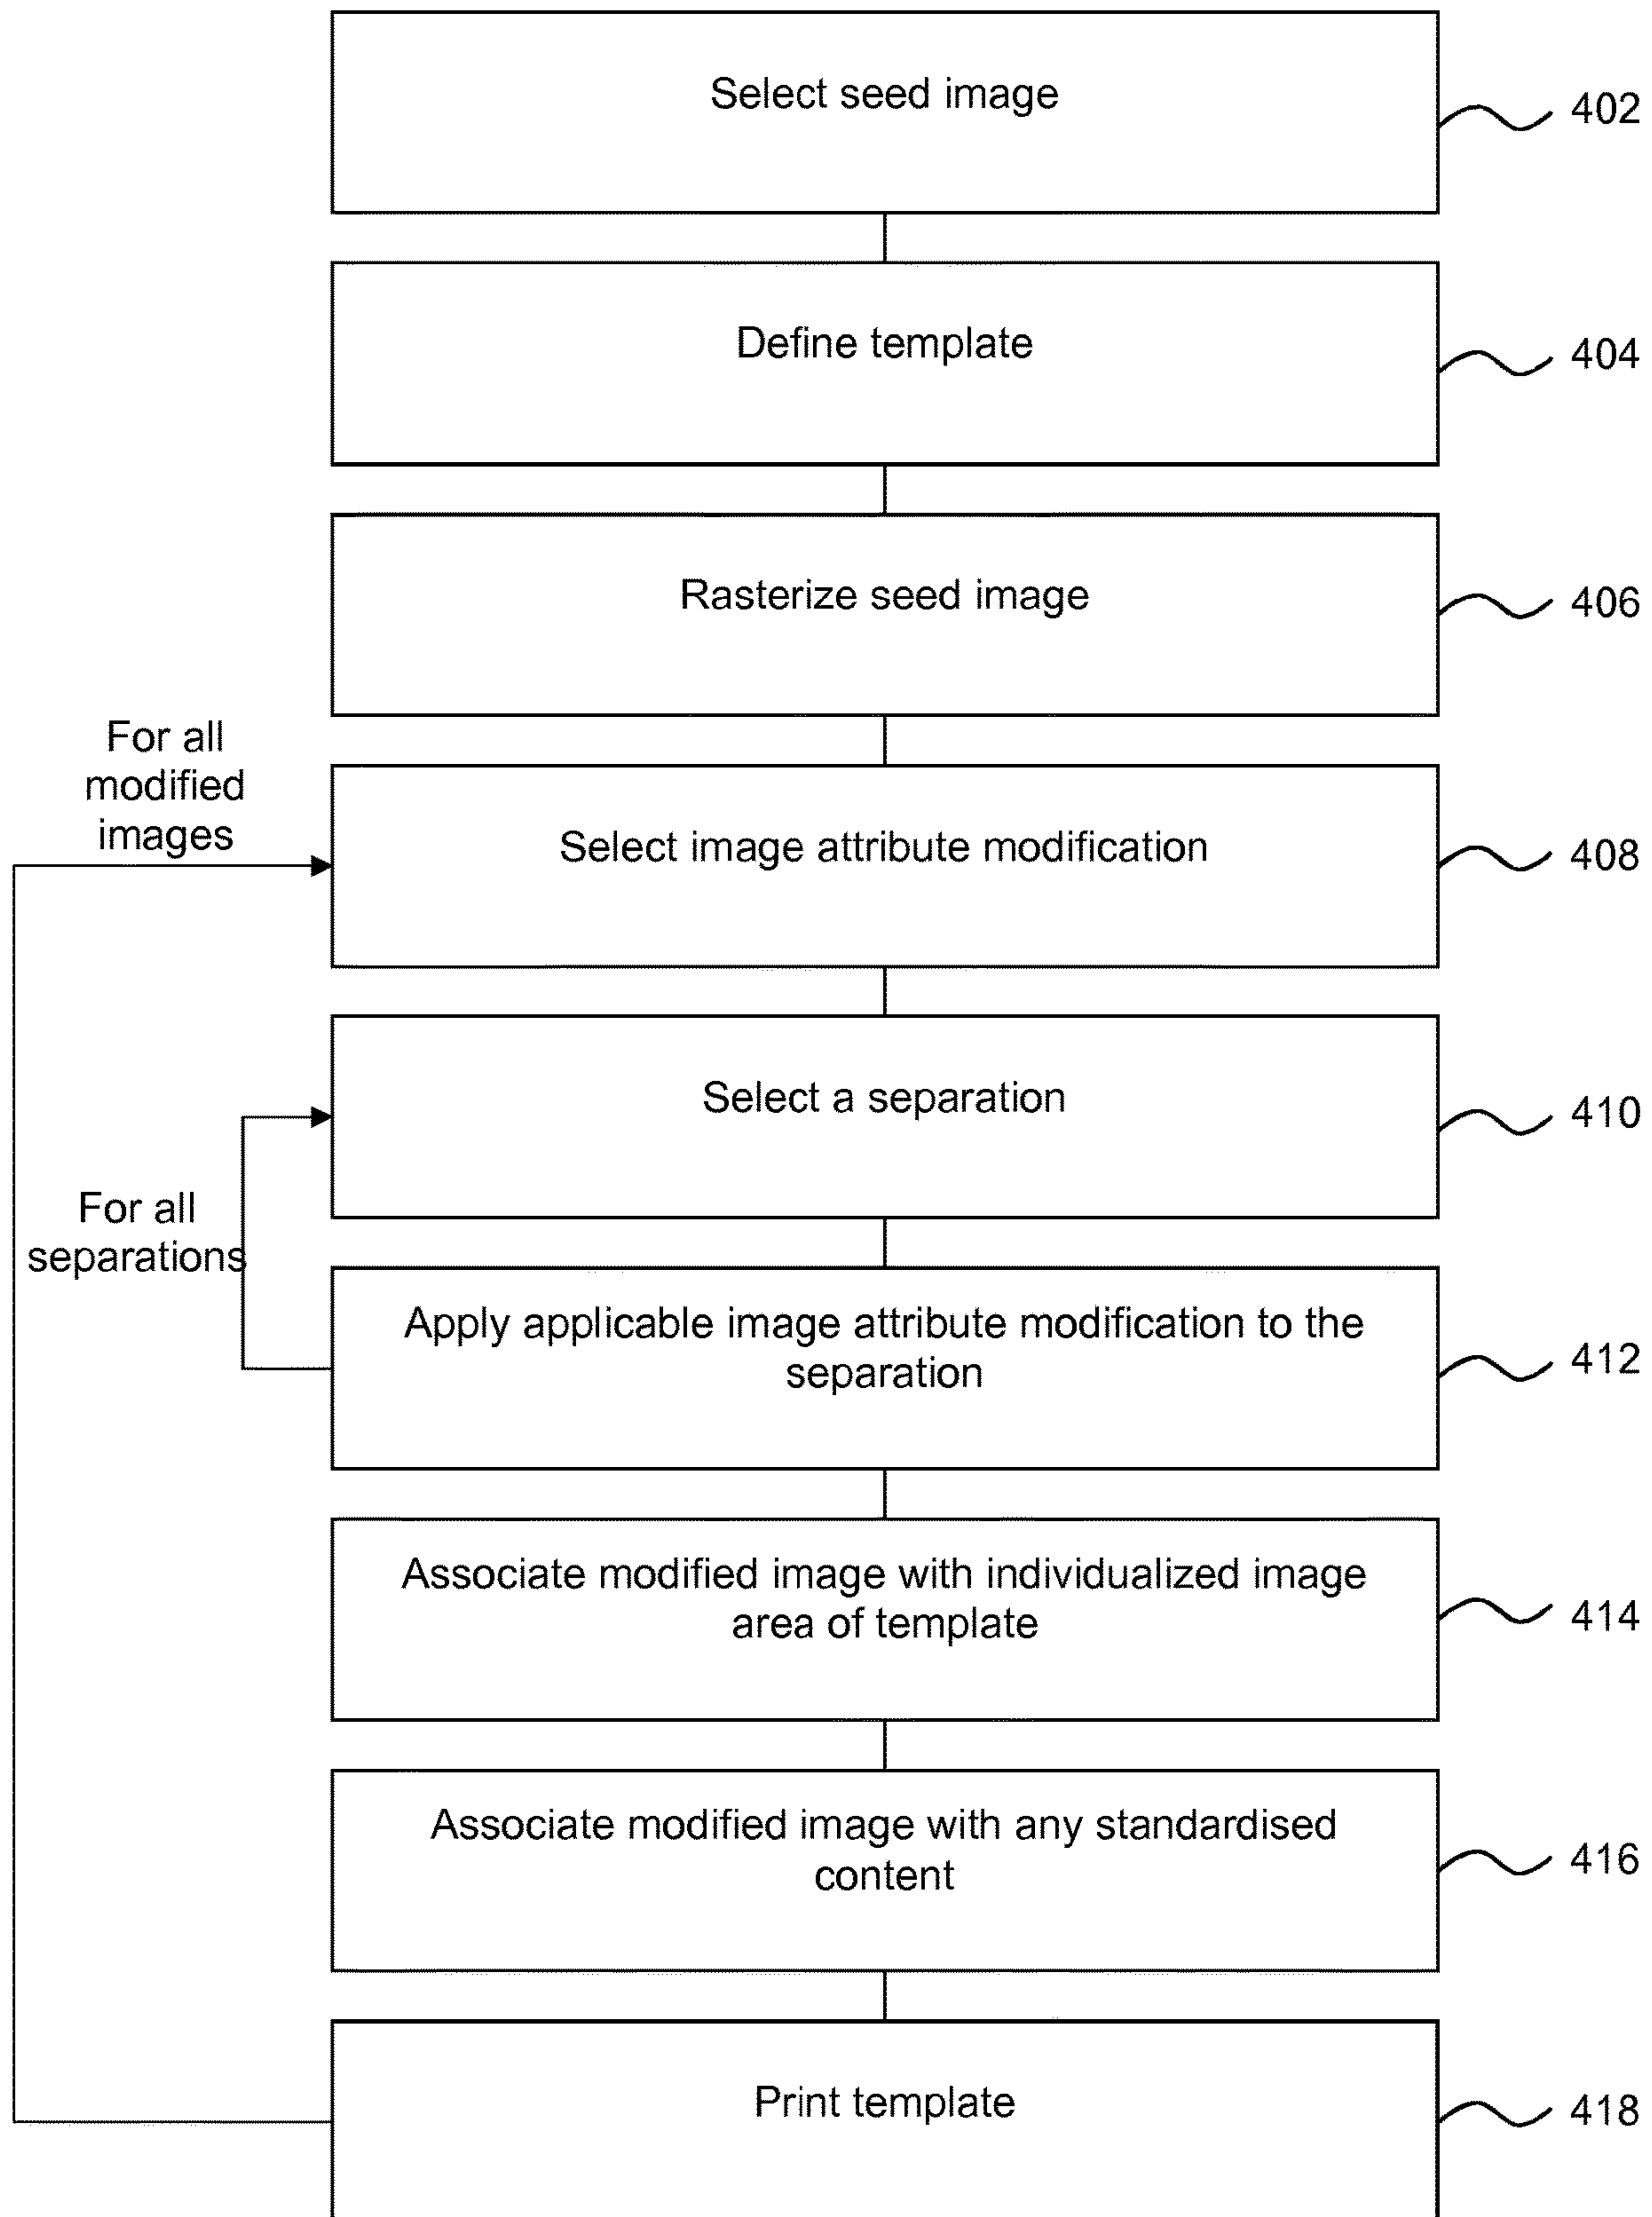 Select seed image
402
Define template
404
Rasterize seed image
406
For all
modified
images
Select image attribute modification
408
Select a separation
410
For all
separations
Apply applicable image attribute modification to the
separation
412
Associate modified image with individualized image
area of template
414
Associate modified image with any standardised
content
416
Print template
418